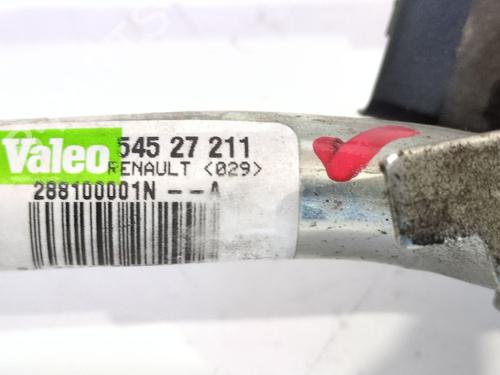 Valeo 545 27 211
RENAULT <029>
288100001N -- A